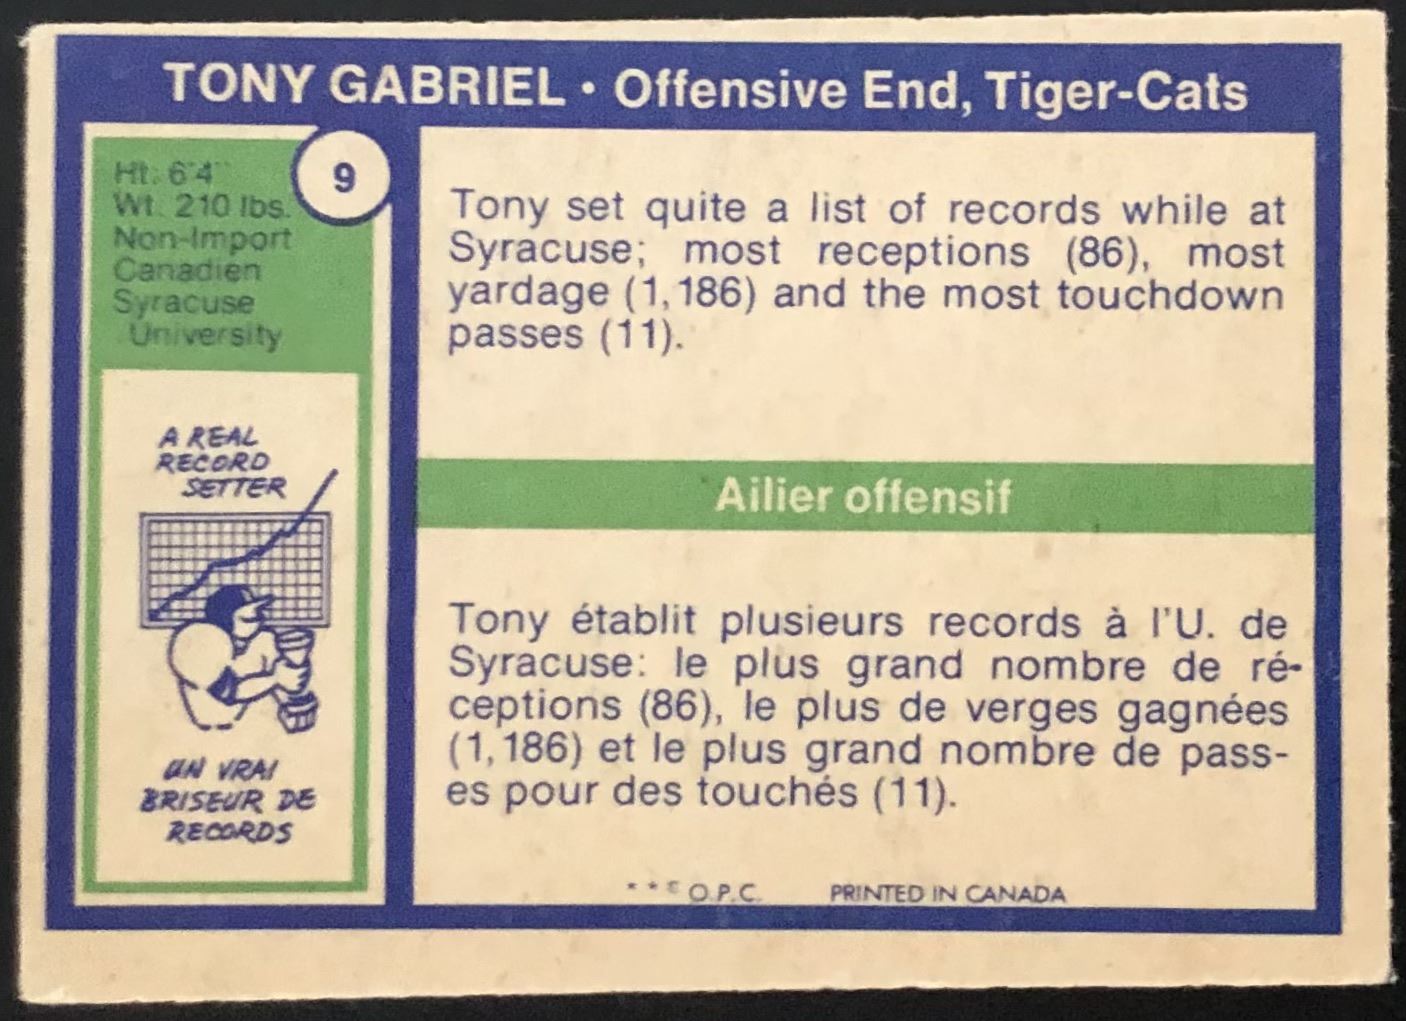 TONY GABRIEL • Offensive End, Tiger-Cats
9
Ht. 6'4"
Wt. 210 lbs.
Non-Import
Canadien
Syracuse
University
A REAL
RECORD
SETTER
UN VRAI
BRISEUR DE
RECORDS
Tony set quite a list of records while at
Syracuse; most receptions (86), most
yardage (1,186) and the most touchdown
passes (11).
Ailier offensif
Tony établit plusieurs records à l'U. de
Syracuse: le plus grand nombre de ré-
ceptions (86), le plus de verges gagnées
(1,186) et le plus grand nombre de pass-
es pour des touchés (11).
* * © O.P.C. PRINTED IN CANADA